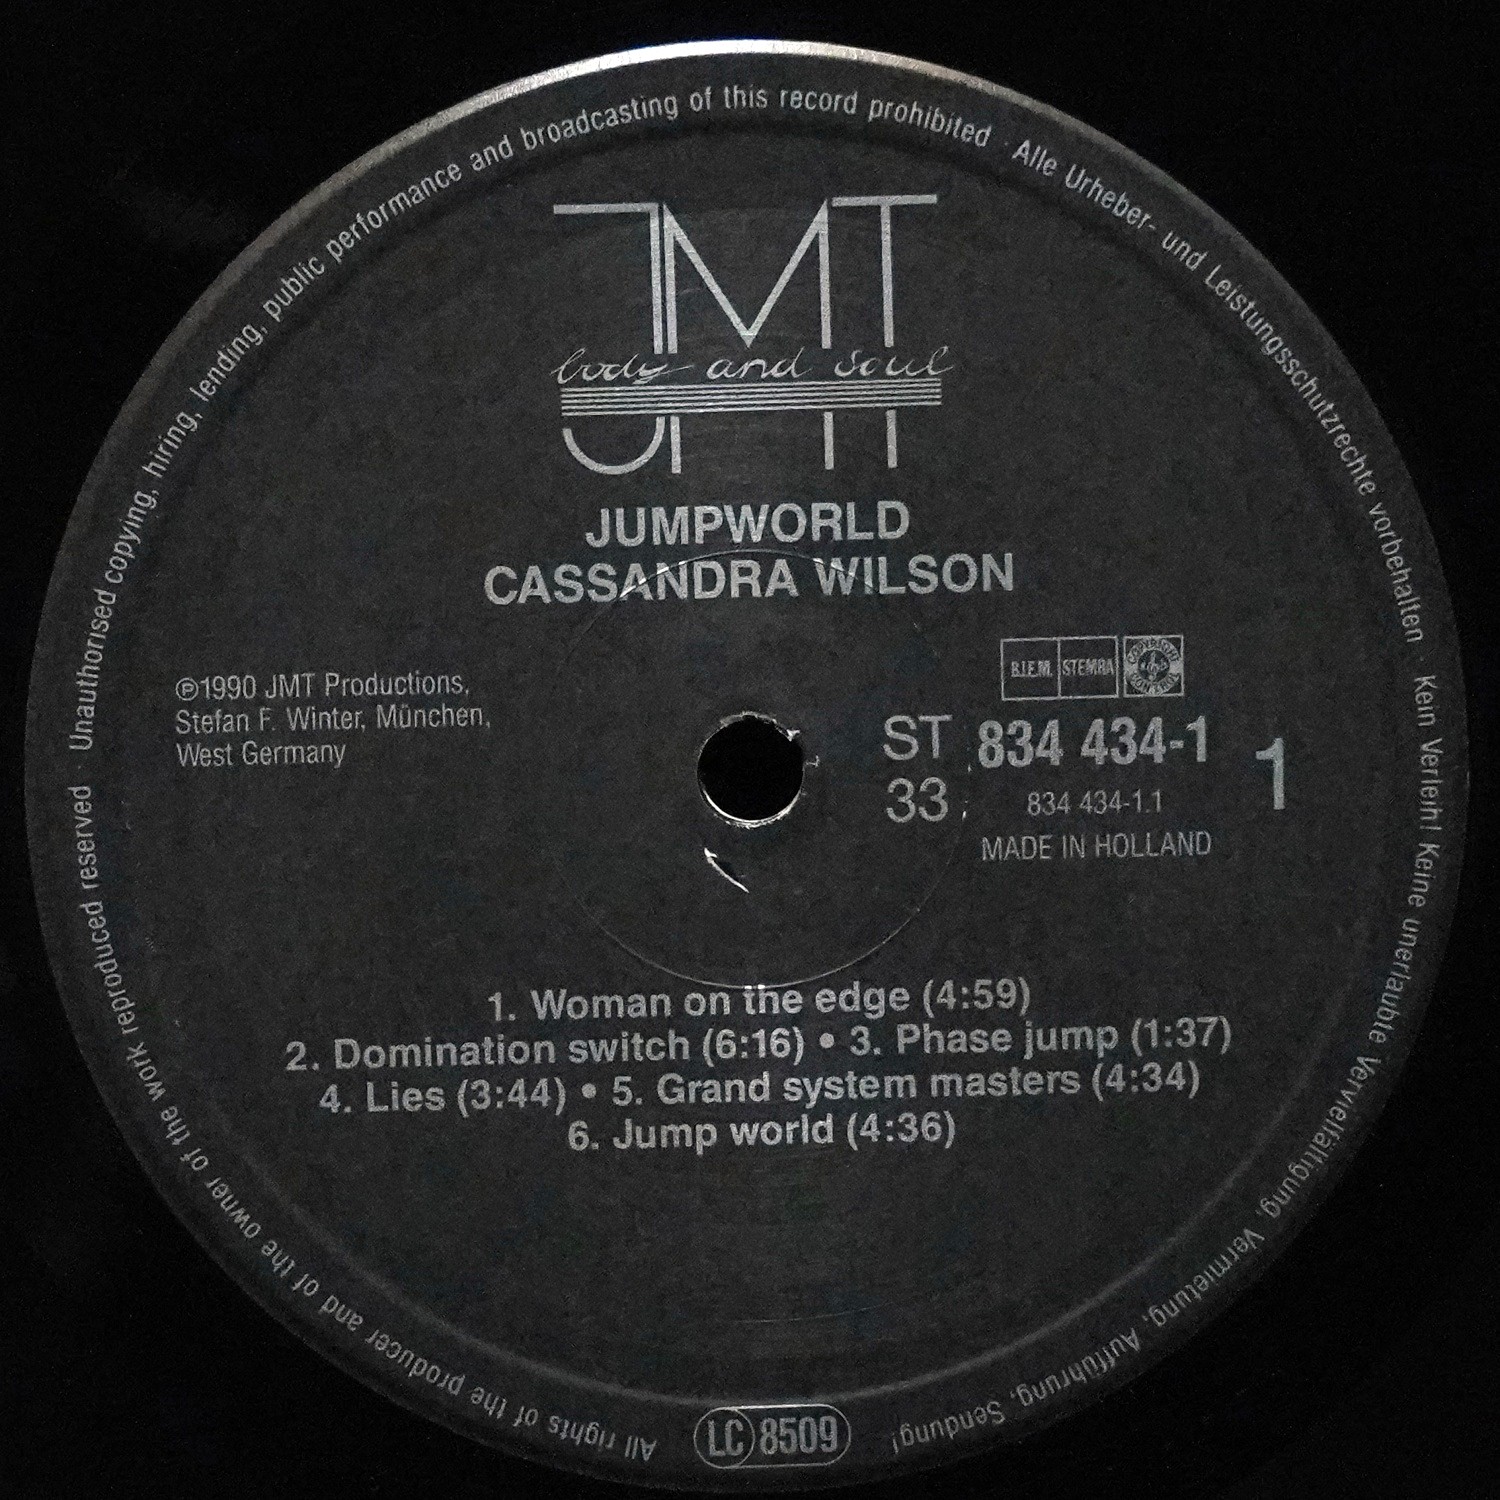 JMT
body and soul
JUMPWORLD
CASSANDRA WILSON
℗1990 JMT Productions,
Stefan F. Winter, München,
West Germany
B.I.E.M. STEMRA
COPYRIGHT CONTROL
ST 834 434-1
33 834 434-1.1
MADE IN HOLLAND
1
1. Woman on the edge (4:59)
2. Domination switch (6:16) • 3. Phase jump (1:37)
4. Lies (3:44) • 5. Grand system masters (4:34)
6. Jump world (4:36)
All rights of the producer and of the owner of the work reproduced reserved · Unauthorised copying, hiring, lending, public performance and broadcasting of this record prohibited · Alle Urheber- und Leistungsschutzrechte vorbehalten · Kein Verleih! Keine unerlaubte Vervielfältigung, Vermietung, Aufführung, Sendung!
LC 8509